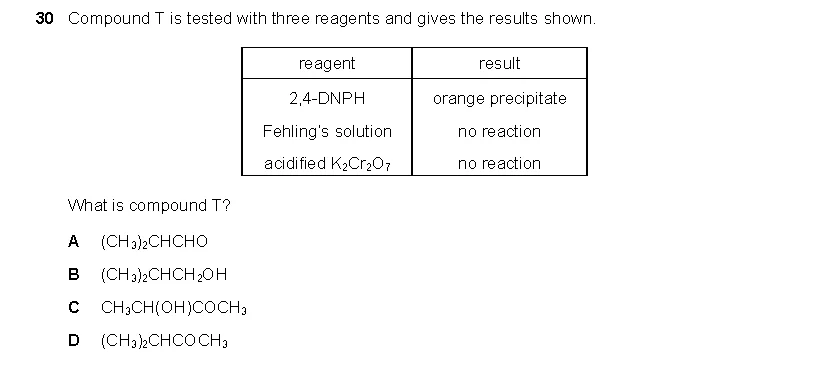 30 Compound T is tested with three reagents and gives the results shown.
reagent result
2,4-DNPH orange precipitate
Fehling's solution no reaction
acidified K₂Cr₂O₇ no reaction
What is compound T?
A (CH₃)₂CHCHO
B (CH₃)₂CHCH₂OH
C CH₃CH(OH)COCH₃
D (CH₃)₂CHCOCH₃